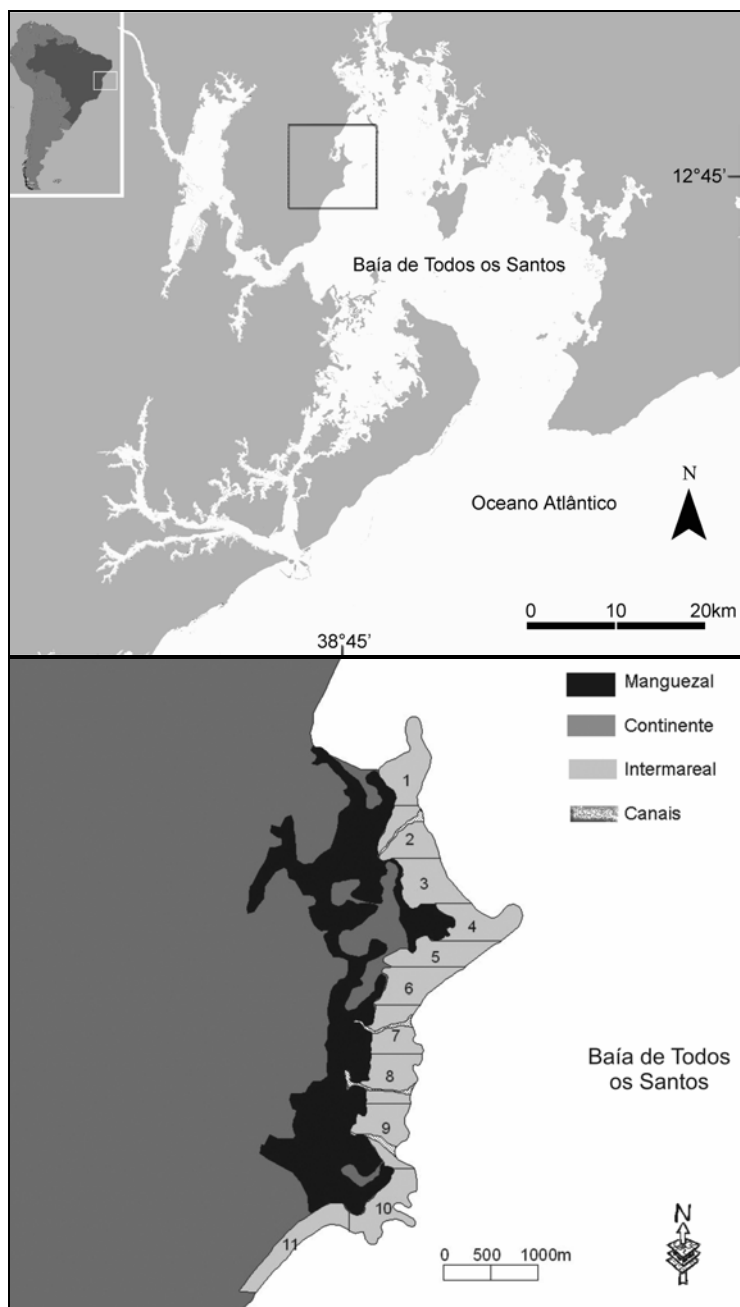 12°45'
Baía de Todos os Santos
N
Oceano Atlântico
0 10 20km
38°45'
Manguezal
Continente
Intermareal
Canais
1
2
3
4
5
6
7
8
9
10
11
Baía de Todos
os Santos
N
0 500 1000m